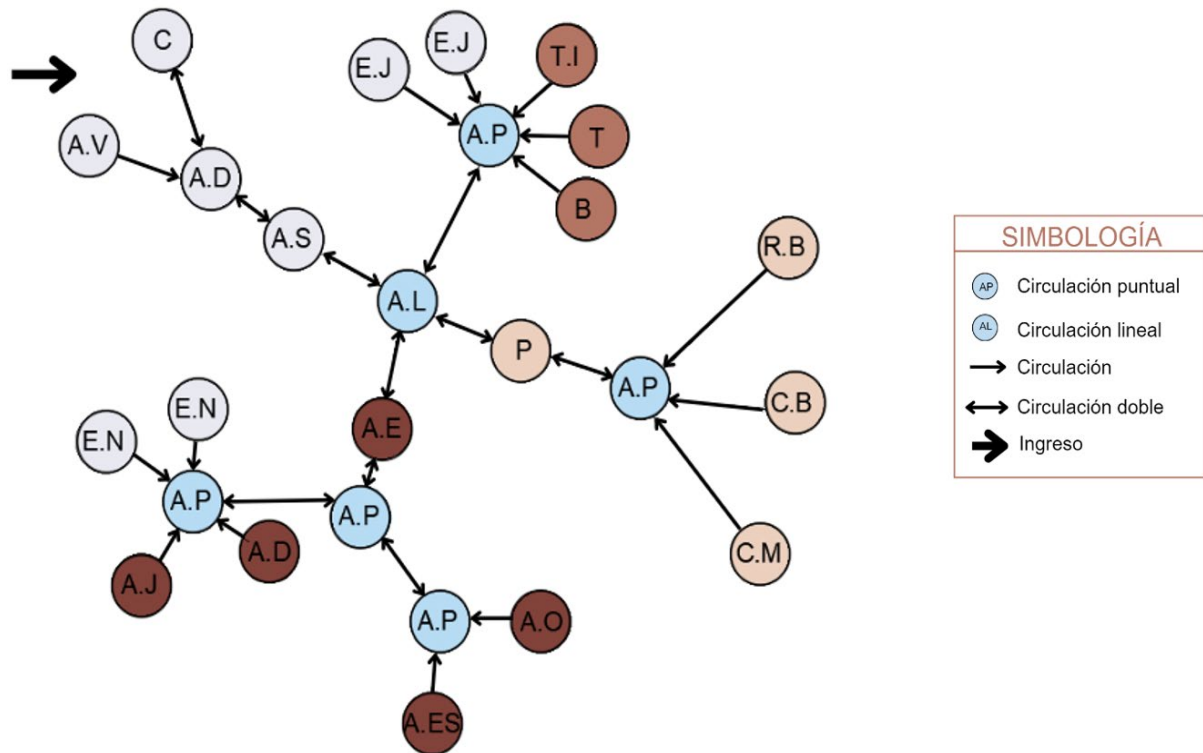 C
E.J
E.J
T.I
A.V
A.P
T
A.D
B
A.S
R.B
A.L
P
A.P
C.B
E.N
E.N
A.E
A.P
A.P
A.D
C.M
A.J
A.P
A.O
A.ES
SIMBOLOGÍA
AP Circulación puntual
AL Circulación lineal
Circulación
Circulación doble
Ingreso